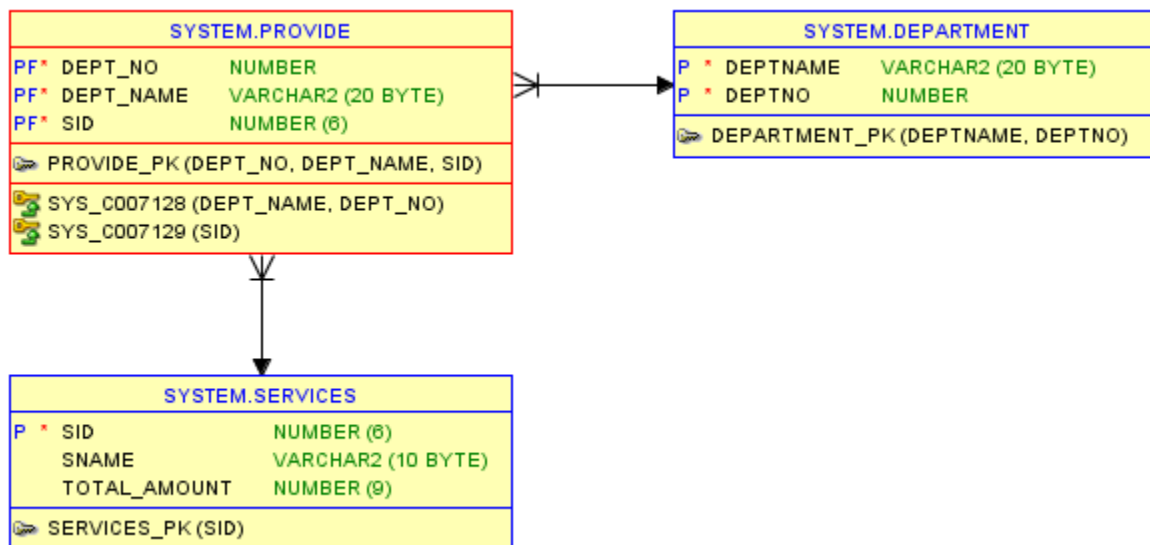 SYSTEM.PROVIDE
PF* DEPT_NO NUMBER
PF* DEPT_NAME VARCHAR2 (20 BYTE)
PF* SID NUMBER (6)
PROVIDE_PK (DEPT_NO, DEPT_NAME, SID)
SYS_C007128 (DEPT_NAME, DEPT_NO)
SYS_C007129 (SID)
SYSTEM.DEPARTMENT
P * DEPTNAME VARCHAR2 (20 BYTE)
P * DEPTNO NUMBER
DEPARTMENT_PK (DEPTNAME, DEPTNO)
SYSTEM.SERVICES
P * SID NUMBER (6)
SNAME VARCHAR2 (10 BYTE)
TOTAL_AMOUNT NUMBER (9)
SERVICES_PK (SID)